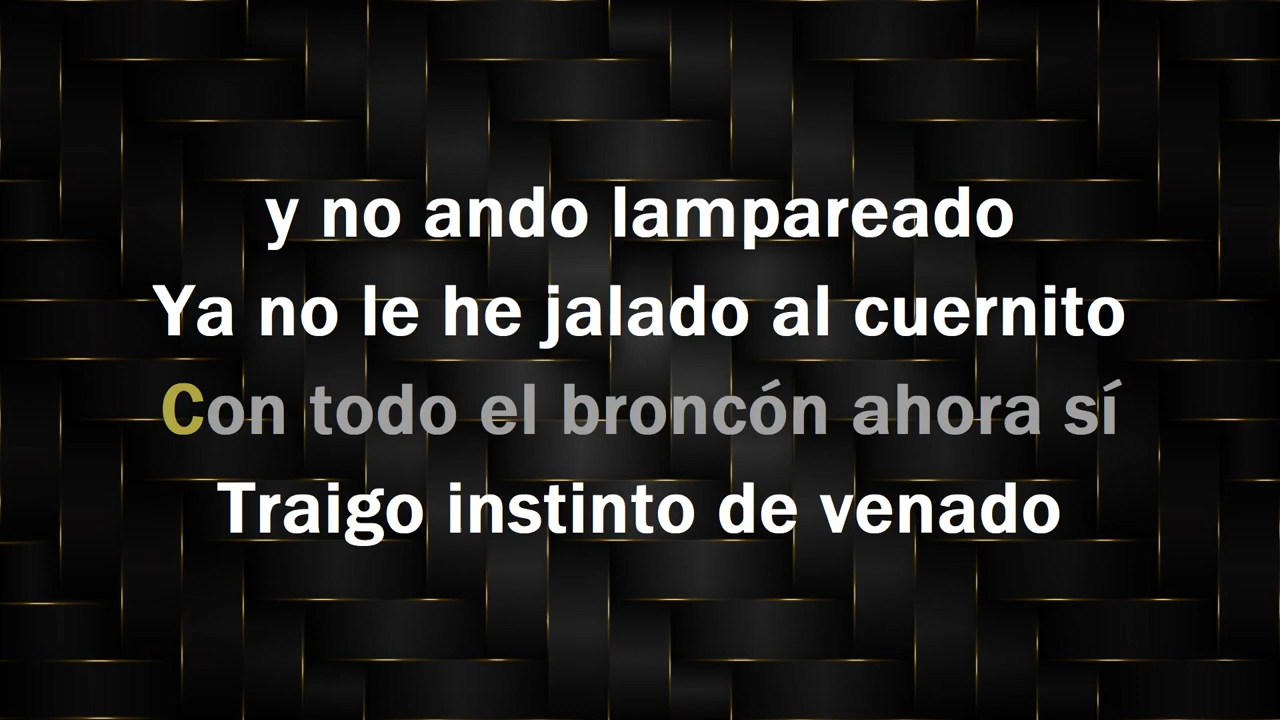 y no ando lampareado
Ya no le he jalado al cuernito
Con todo el broncón ahora sí
Traigo instinto de venado